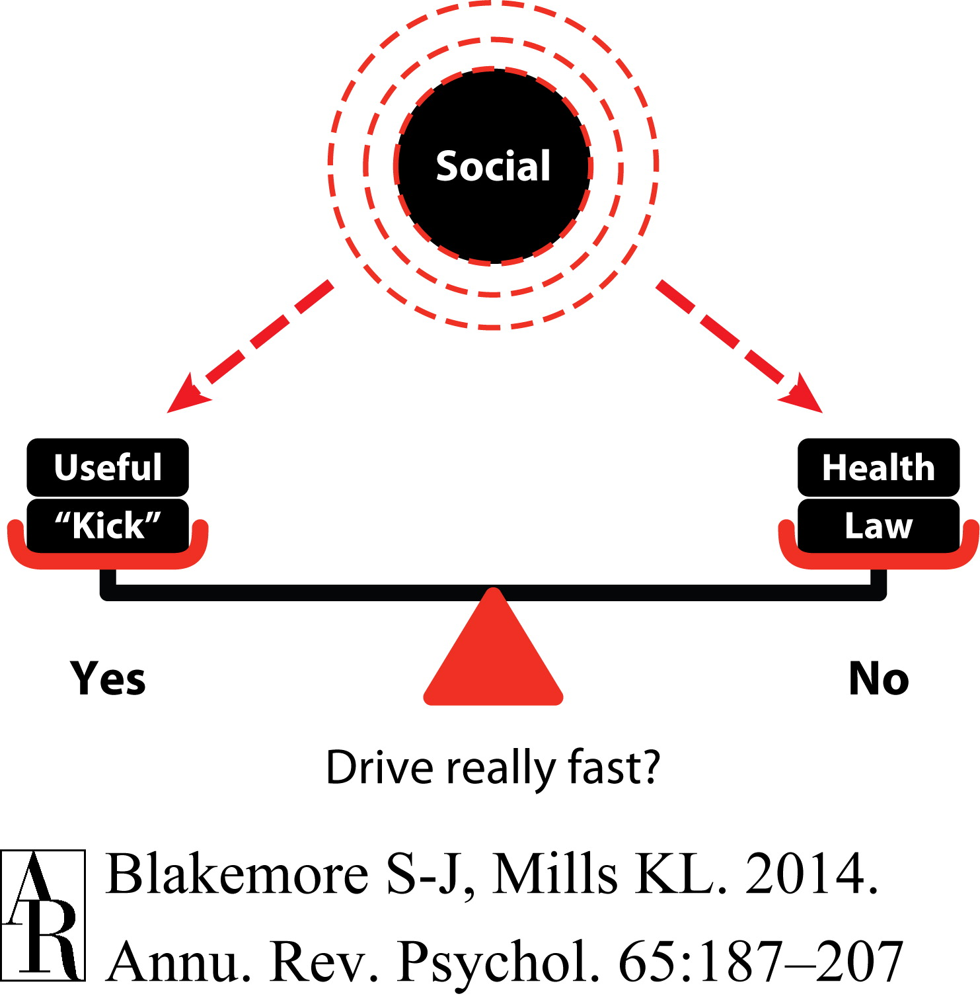 Social
Useful
“Kick”
Health
Law
Yes
No
Drive really fast?
AR
Blakemore S-J, Mills KL. 2014.
Annu. Rev. Psychol. 65:187–207